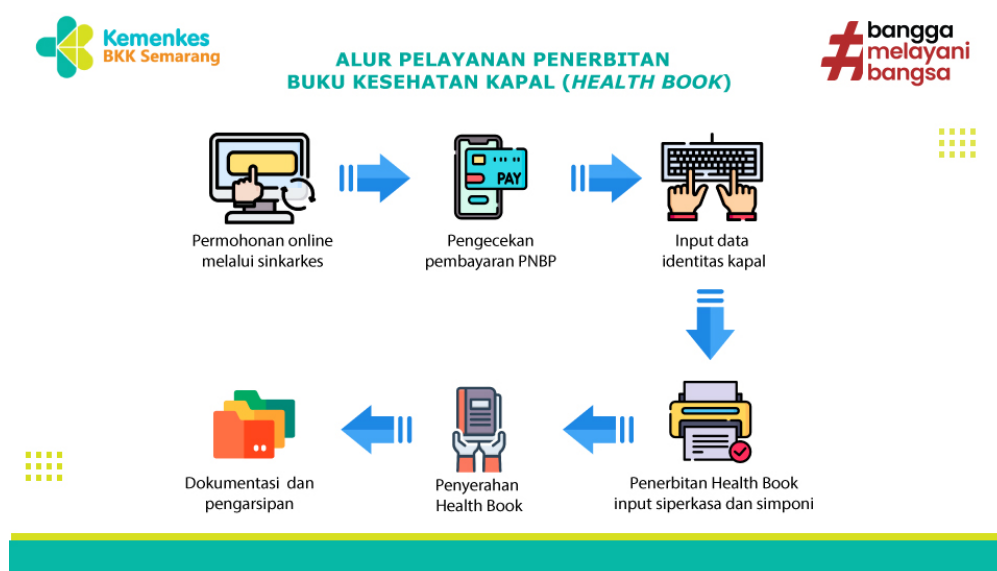 Kemenkes
BKK Semarang
#bangga
melayani
bangsa
ALUR PELAYANAN PENERBITAN
BUKU KESEHATAN KAPAL (HEALTH BOOK)
Permohonan online
melalui sinkarkes
PAY
Pengecekan
pembayaran PNBP
Input data
identitas kapal
Penerbitan Health Book
input siperkasa dan simponi
Penyerahan
Health Book
Dokumentasi dan
pengarsipan